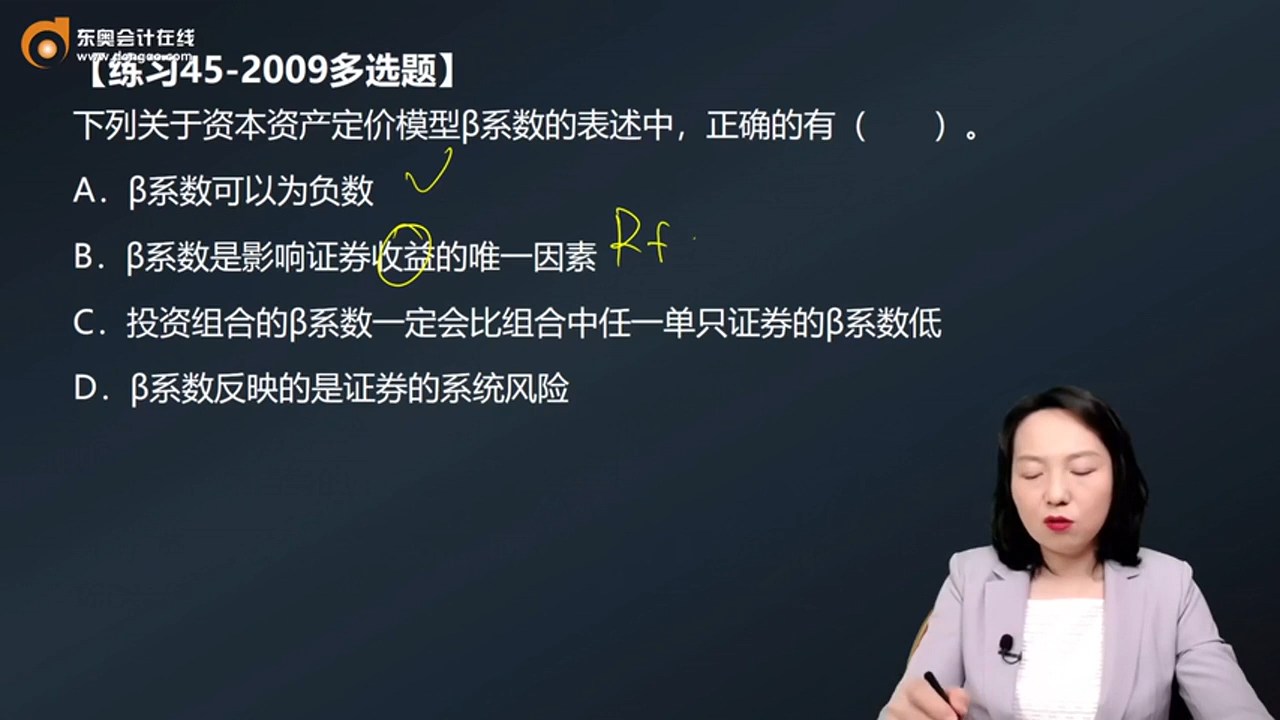 东奥会计在线
www.dongao.com
【练习45-2009多选题】
下列关于资本资产定价模型β系数的表述中，正确的有（　　）。
A．β系数可以为负数
B．β系数是影响证券收益的唯一因素 Rf
C．投资组合的β系数一定会比组合中任一单只证券的β系数低
D．β系数反映的是证券的系统风险